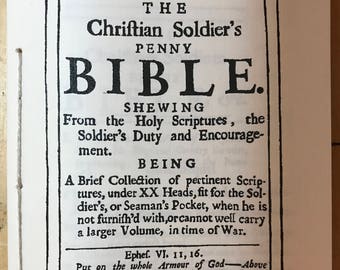 THE
Chriſtian Soldier's
PENNY
BIBLE.
SHEWING
From the Holy Scriptures, the
Soldier's Duty and Encourage-
ment.
BEING
A Brief Collection of pertinent Scrip-
tures, under XX Heads, fit for the Sol-
dier's, or Seaman's Pocket, when he is
not furniſh'd with, or cannot well carry
a larger Volume, in time of War.
Epheſ. VI. 11, 16.
Put on the whole Armour of God—Above